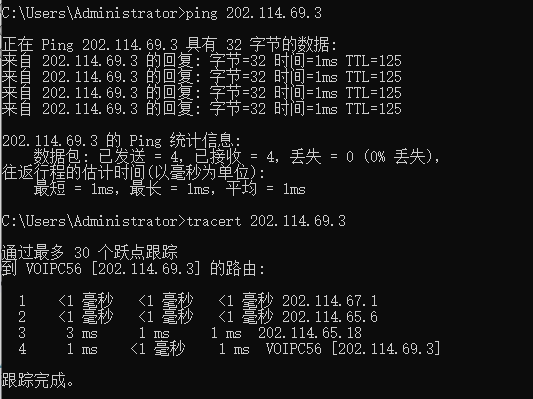 C:\Users\Administrator>ping 202.114.69.3
正在 Ping 202.114.69.3 具有 32 字节的数据:
来自 202.114.69.3 的回复: 字节=32 时间=1ms TTL=125
来自 202.114.69.3 的回复: 字节=32 时间=1ms TTL=125
来自 202.114.69.3 的回复: 字节=32 时间=1ms TTL=125
来自 202.114.69.3 的回复: 字节=32 时间=1ms TTL=125
202.114.69.3 的 Ping 统计信息:
数据包: 已发送 = 4, 已接收 = 4, 丢失 = 0 (0% 丢失),
往返行程的估计时间(以毫秒为单位):
最短 = 1ms, 最长 = 1ms, 平均 = 1ms
C:\Users\Administrator>tracert 202.114.69.3
通过最多 30 个跃点跟踪
到 VOIPC56 [202.114.69.3] 的路由:
1 <1 毫秒 <1 毫秒 <1 毫秒 202.114.67.1
2 <1 毫秒 <1 毫秒 <1 毫秒 202.114.65.6
3 3 ms 1 ms 1 ms 202.114.65.18
4 1 ms <1 毫秒 1 ms VOIPC56 [202.114.69.3]
跟踪完成。